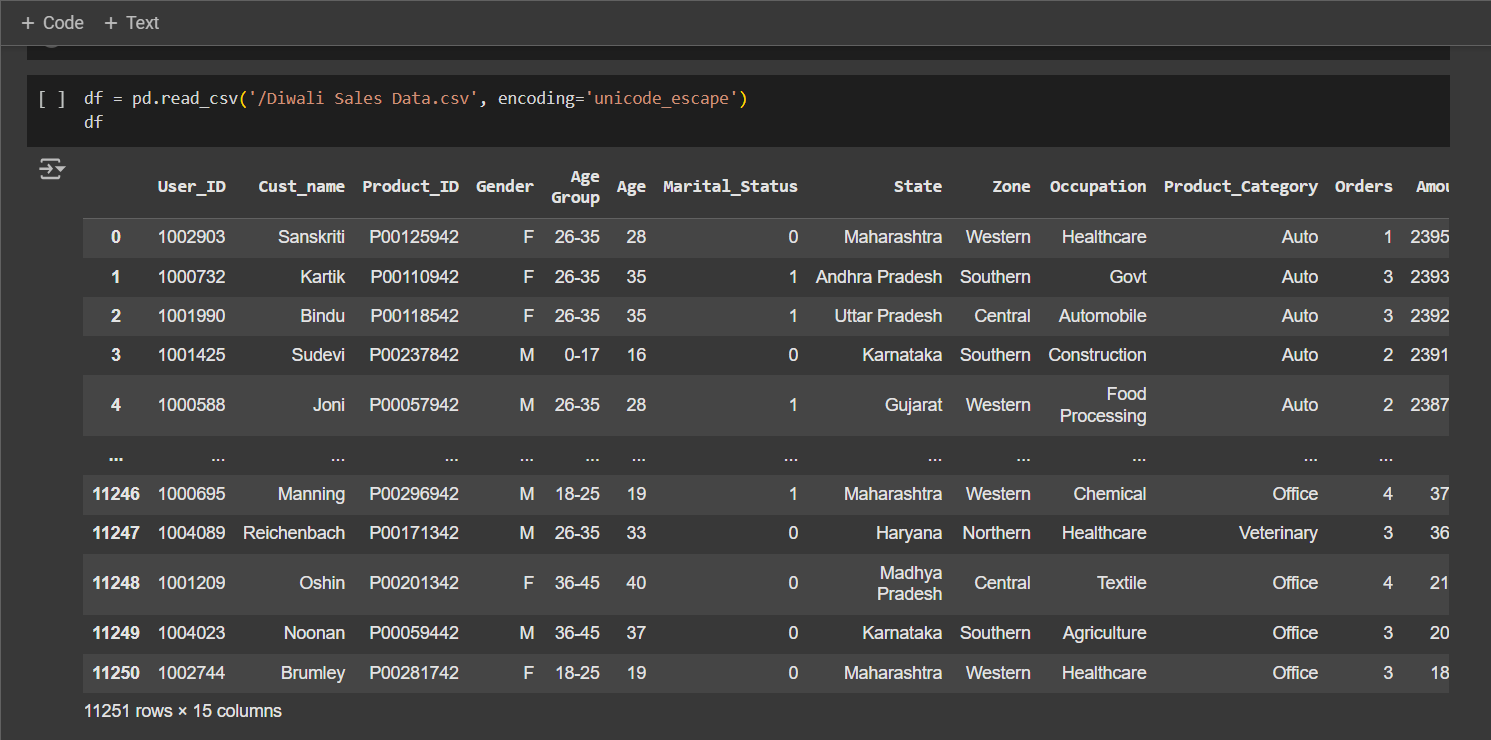 + Code + Text
[ ] df = pd.read_csv('/Diwali Sales Data.csv', encoding='unicode_escape')
df
User_ID Cust_name Product_ID Gender Age Group Age Marital_Status State Zone Occupation Product_Category Orders
0 1002903 Sanskriti P00125942 F 26-35 28 0 Maharashtra Western Healthcare Auto 1 2395
1 1000732 Kartik P00110942 F 26-35 35 1 Andhra Pradesh Southern Govt Auto 3 2393
2 1001990 Bindu P00118542 F 26-35 35 1 Uttar Pradesh Central Automobile Auto 3 2392
3 1001425 Sudevi P00237842 M 0-17 16 0 Karnataka Southern Construction Auto 2 2391
4 1000588 Joni P00057942 M 26-35 28 1 Gujarat Western Food Processing Auto 2 2387
... ... ... ... ... ... ... ... ... ... ... ... ...
11246 1000695 Manning P00296942 M 18-25 19 1 Maharashtra Western Chemical Office 4 37
11247 1004089 Reichenbach P00171342 M 26-35 33 0 Haryana Northern Healthcare Veterinary 3 36
11248 1001209 Oshin P00201342 F 36-45 40 0 Madhya Pradesh Central Textile Office 4 21
11249 1004023 Noonan P00059442 M 36-45 37 0 Karnataka Southern Agriculture Office 3 20
11250 1002744 Brumley P00281742 F 18-25 19 0 Maharashtra Western Healthcare Office 3 18
11251 rows × 15 columns